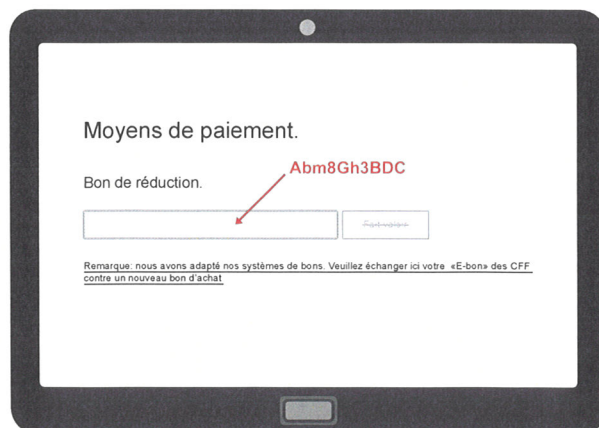 Moyens de paiement.
Abm8Gh3BDC
Bon de réduction.
Remarque: nous avons adapté nos systèmes de bons. Veuillez échanger ici votre «E-bon» des CFF
contre un nouveau bon d'achat